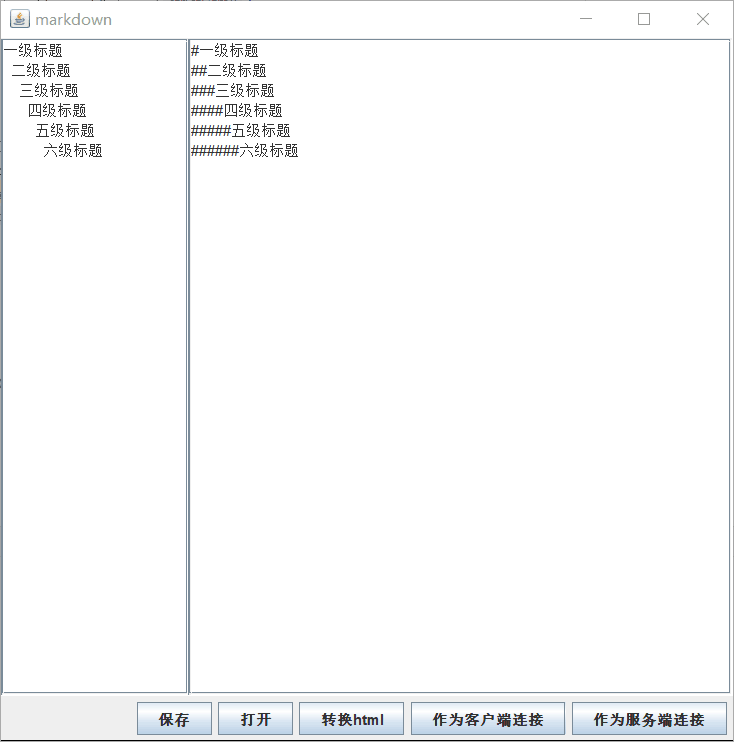 markdown
一级标题
二级标题
三级标题
四级标题
五级标题
六级标题
#一级标题
##二级标题
###三级标题
####四级标题
#####五级标题
######六级标题
保存 打开 转换html 作为客户端连接 作为服务端连接